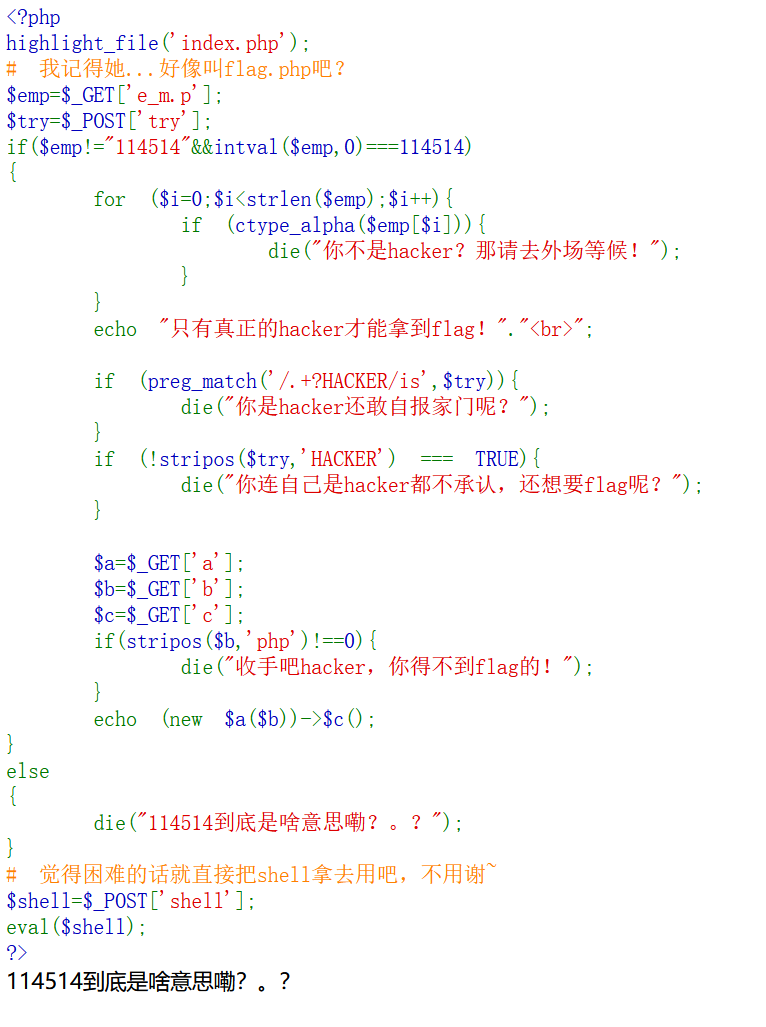 <?php
highlight_file('index.php');
#  我记得她...好像叫flag.php吧？
$emp=$_GET['e_m.p'];
$try=$_POST['try'];
if($emp!="114514"&&intval($emp,0)===114514)
{
        for  ($i=0;$i<strlen($emp);$i++){
                if  (ctype_alpha($emp[$i])){
                        die("你不是hacker？那请去外场等候！");
                }
        }
        echo  "只有真正的hacker才能拿到flag！"."<br>";

        if  (preg_match('/.+?HACKER/is',$try)){
                die("你是hacker还敢自报家门呢？");
        }
        if  (!stripos($try,'HACKER')  ===  TRUE){
                die("你连自己是hacker都不承认，还想要flag呢？");
        }

        $a=$_GET['a'];
        $b=$_GET['b'];
        $c=$_GET['c'];
        if(stripos($b,'php')!==0){
                die("收手吧hacker，你得不到flag的！");
        }
        echo  (new  $a($b))->$c();
}
else
{
        die("114514到底是啥意思嘞？。？");
}
#  觉得困难的话就直接把shell拿去用吧，不用谢~
$shell=$_POST['shell'];
eval($shell);
?>
114514到底是啥意思嘞？。？